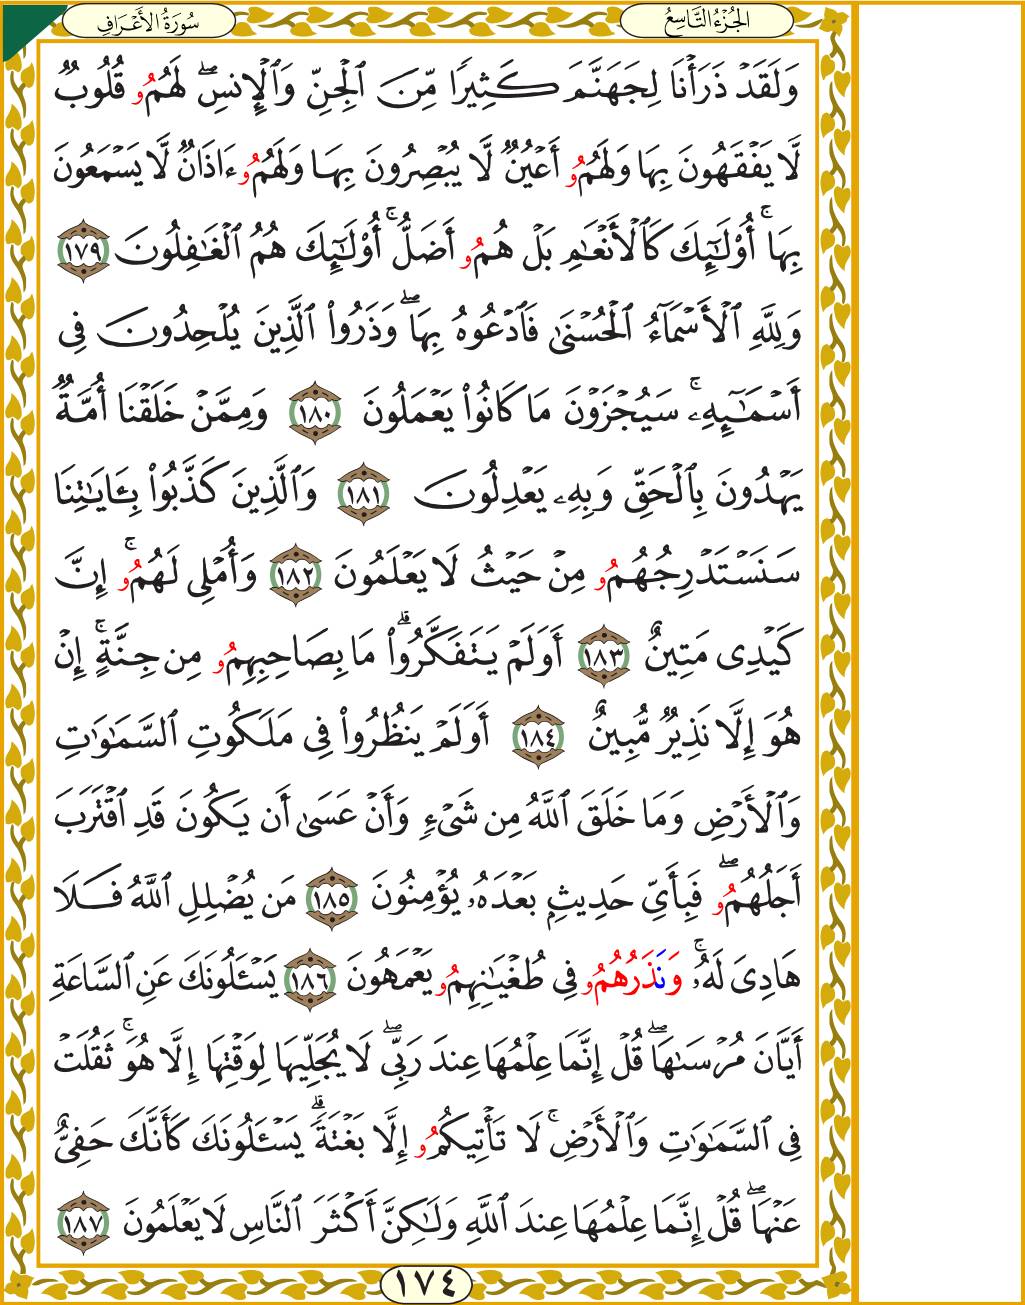 الجُزْءُ التَّاسِعُ
سُورَةُ الأَعْرَافِ
وَلَقَدْ ذَرَأْنَا لِجَهَنَّمَ كَثِيرًا مِّنَ ٱلْجِنِّ وَٱلْإِنسِ ۖ لَهُمُۥ قُلُوبٌ
لَّا يَفْقَهُونَ بِهَا وَلَهُمُۥ أَعْيُنٌ لَّا يُبْصِرُونَ بِهَا وَلَهُمُۥ ءَاذَانٌ لَّا يَسْمَعُونَ
بِهَا ۚ أُو۟لَـٰٓئِكَ كَٱلْأَنْعَـٰمِ بَلْ هُمُۥ أَضَلُّ ۚ أُو۟لَـٰٓئِكَ هُمُ ٱلْغَـٰفِلُونَ ١٧٩
وَلِلَّهِ ٱلْأَسْمَآءُ ٱلْحُسْنَىٰ فَٱدْعُوهُ بِهَا ۖ وَذَرُوا۟ ٱلَّذِينَ يُلْحِدُونَ فِى
أَسْمَـٰٓئِهِۦ ۚ سَيُجْزَوْنَ مَا كَانُوا۟ يَعْمَلُونَ ١٨٠ وَمِمَّنْ خَلَقْنَا أُمَّةٌ
يَهْدُونَ بِٱلْحَقِّ وَبِهِۦ يَعْدِلُونَ ١٨١ وَٱلَّذِينَ كَذَّبُوا۟ بِـَٔايَـٰتِنَا
سَنَسْتَدْرِجُهُمُۥ مِنْ حَيْثُ لَا يَعْلَمُونَ ١٨٢ وَأُمْلِى لَهُمُۥ ۚ إِنَّ
كَيْدِى مَتِينٌ ١٨٣ أَوَلَمْ يَتَفَكَّرُوا۟ ۗ مَا بِصَاحِبِهِمُۥ مِن جِنَّةٍ ۚ إِنْ
هُوَ إِلَّا نَذِيرٌ مُّبِينٌ ١٨٤ أَوَلَمْ يَنظُرُوا۟ فِى مَلَكُوتِ ٱلسَّمَـٰوَٰتِ
وَٱلْأَرْضِ وَمَا خَلَقَ ٱللَّهُ مِن شَىْءٍ وَأَنْ عَسَىٰ أَن يَكُونَ قَدِ ٱقْتَرَبَ
أَجَلُهُمُۥ ۖ فَبِأَىِّ حَدِيثٍ بَعْدَهُۥ يُؤْمِنُونَ ١٨٥ مَن يُضْلِلِ ٱللَّهُ فَلَا
هَادِىَ لَهُۥ ۚ وَنَذَرُهُمُۥ فِى طُغْيَـٰنِهِمُۥ يَعْمَهُونَ ١٨٦ يَسْـَٔلُونَكَ عَنِ ٱلسَّاعَةِ
أَيَّانَ مُرْسَىٰهَا ۖ قُلْ إِنَّمَا عِلْمُهَا عِندَ رَبِّى ۖ لَا يُجَلِّيهَا لِوَقْتِهَا إِلَّا هُوَ ۚ ثَقُلَتْ
فِى ٱلسَّمَـٰوَٰتِ وَٱلْأَرْضِ ۚ لَا تَأْتِيكُمُۥ إِلَّا بَغْتَةً ۗ يَسْـَٔلُونَكَ كَأَنَّكَ حَفِىٌّ
عَنْهَا ۖ قُلْ إِنَّمَا عِلْمُهَا عِندَ ٱللَّهِ وَلَـٰكِنَّ أَكْثَرَ ٱلنَّاسِ لَا يَعْلَمُونَ ١٨٧
١٧٤